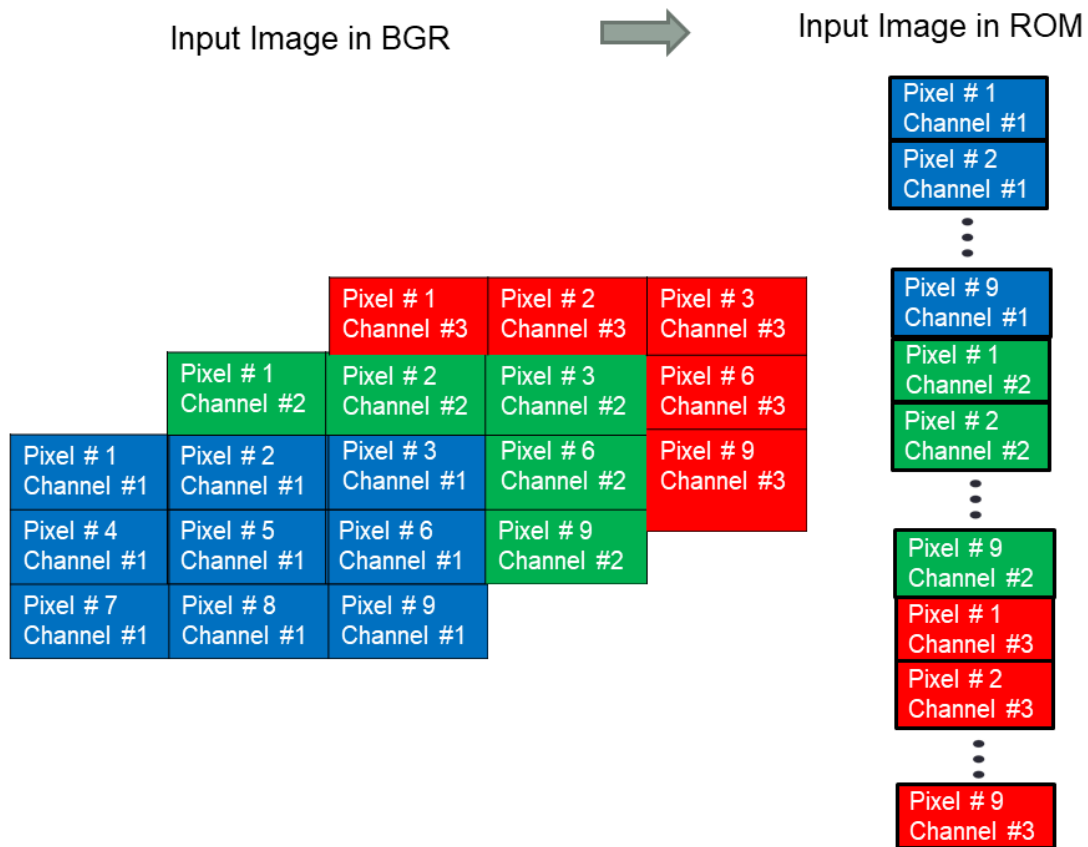 Input Image in BGR
Input Image in ROM
Pixel # 1
Channel #3
Pixel # 2
Channel #3
Pixel # 3
Channel #3
Pixel # 1
Channel #2
Pixel # 2
Channel #2
Pixel # 3
Channel #2
Pixel # 6
Channel #3
Pixel # 1
Channel #1
Pixel # 2
Channel #1
Pixel # 3
Channel #1
Pixel # 6
Channel #2
Pixel # 9
Channel #3
Pixel # 4
Channel #1
Pixel # 5
Channel #1
Pixel # 6
Channel #1
Pixel # 9
Channel #2
Pixel # 7
Channel #1
Pixel # 8
Channel #1
Pixel # 9
Channel #1
Pixel # 1
Channel #1
Pixel # 2
Channel #1
Pixel # 9
Channel #1
Pixel # 1
Channel #2
Pixel # 2
Channel #2
Pixel # 9
Channel #2
Pixel # 1
Channel #3
Pixel # 2
Channel #3
Pixel # 9
Channel #3